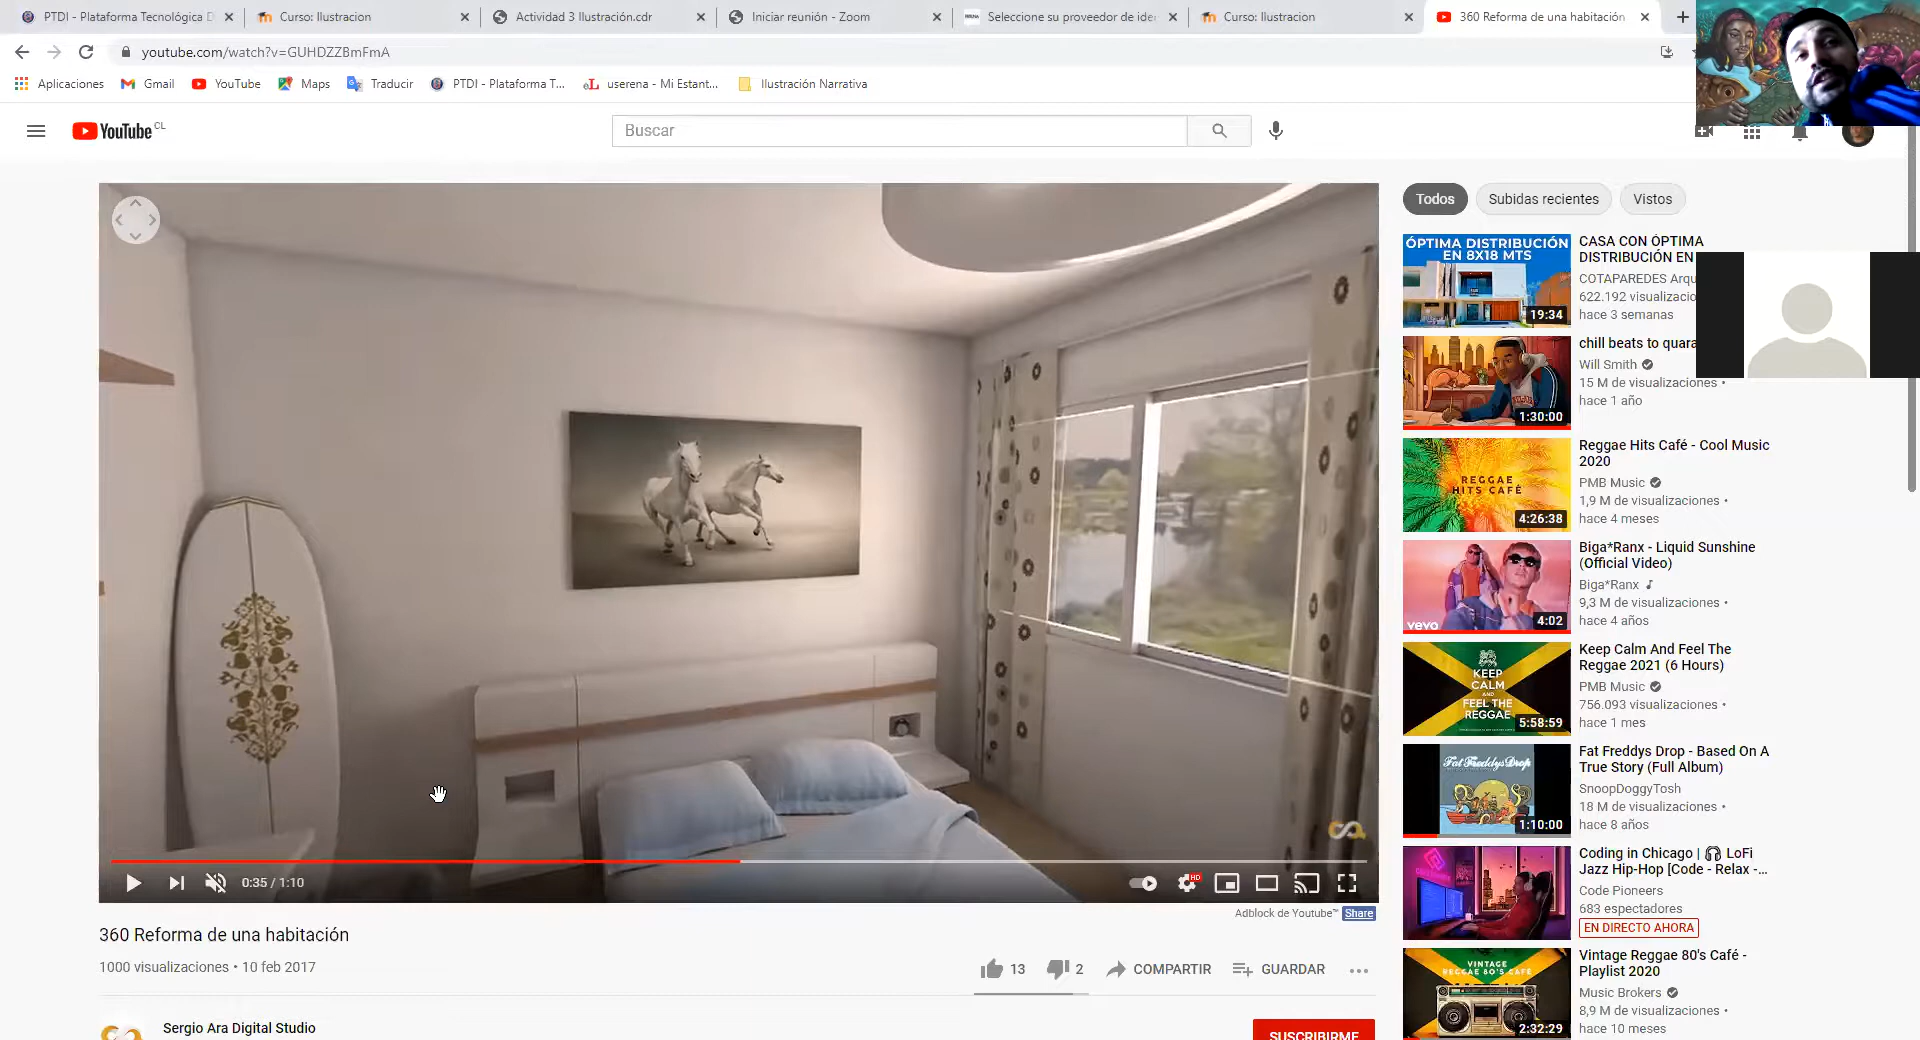 PTDI - Plataforma Tecnológica D
Curso: Ilustracion
Actividad 3 Ilustración.cdr
Iniciar reunión - Zoom
Seleccione su proveedor de ide
Curso: Ilustracion
360 Reforma de una habitación
youtube.com/watch?v=GUHDZZBmFmA
Aplicaciones
Gmail
YouTube
Maps
Traducir
PTDI - Plataforma T...
userena - Mi Estant...
Ilustración Narrativa
YouTube CL
Buscar
Todos
Subidas recientes
Vistos
ÓPTIMA DISTRIBUCIÓN
EN 8X18 MTS
19:34
CASA CON ÓPTIMA
DISTRIBUCIÓN EN
COTAPAREDES Arqu
622.192 visualizacio
hace 3 semanas
1:30:00
chill beats to quara
Will Smith
15 M de visualizaciones •
hace 1 año
REGGAE
HITS CAFÉ
4:26:38
Reggae Hits Café - Cool Music
2020
PMB Music
1,9 M de visualizaciones •
hace 4 meses
vevo
4:02
Biga*Ranx - Liquid Sunshine
(Official Video)
Biga*Ranx
9,3 M de visualizaciones •
hace 4 años
KEEP
CALM
AND
FEEL THE
REGGAE
5:58:59
Keep Calm And Feel The
Reggae 2021 (6 Hours)
PMB Music
756.093 visualizaciones •
hace 1 mes
Fat Freddys Drop
1:10:00
Fat Freddys Drop - Based On A
True Story (Full Album)
SnoopDoggyTosh
18 M de visualizaciones •
hace 8 años
Coding in Chicago | 🎧 LoFi
Jazz Hip-Hop [Code - Relax -...
Code Pioneers
683 espectadores
EN DIRECTO AHORA
VINTAGE
REGGAE 80'S CAFÉ
2:32:29
Vintage Reggae 80's Café -
Playlist 2020
Music Brokers
8,9 M de visualizaciones •
hace 10 meses
0:35 / 1:10
HD
Adblock de Youtube™ Share
360 Reforma de una habitación
1000 visualizaciones • 10 feb 2017
13
2
COMPARTIR
GUARDAR
Sergio Ara Digital Studio
SUSCRIBIRME